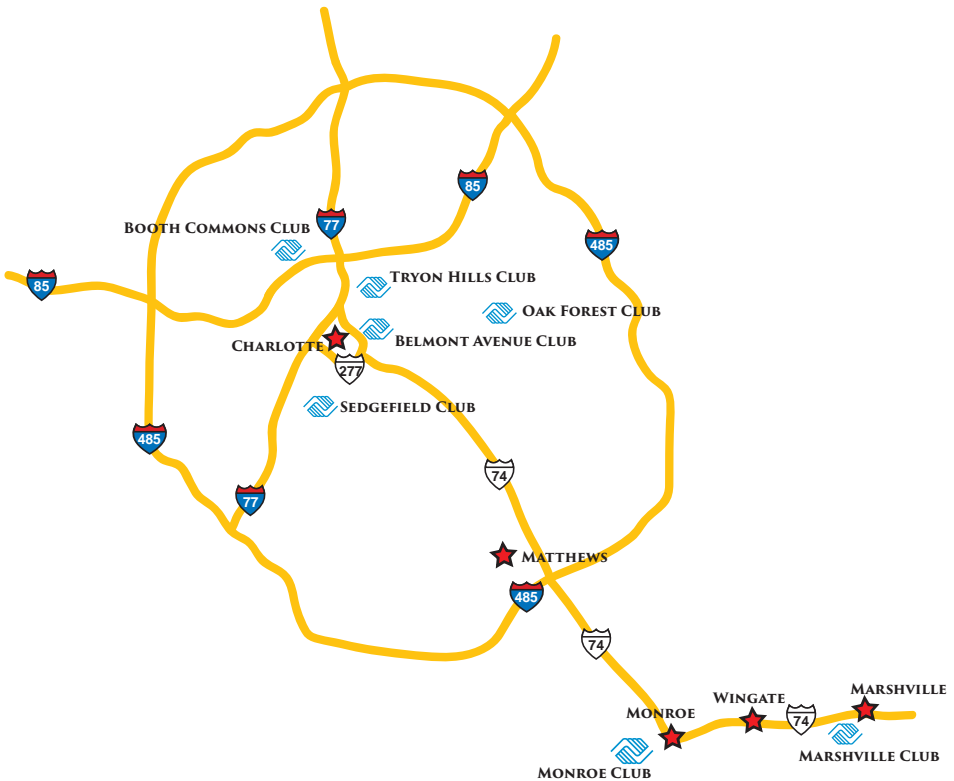 85
77
BOOTH COMMONS CLUB
485
85
TRYON HILLS CLUB
OAK FOREST CLUB
BELMONT AVENUE CLUB
CHARLOTTE
277
SEDGEFIELD CLUB
485
74
77
MATTHEWS
485
74
MARSHVILLE
WINGATE
MONROE
74
MARSHVILLE CLUB
MONROE CLUB